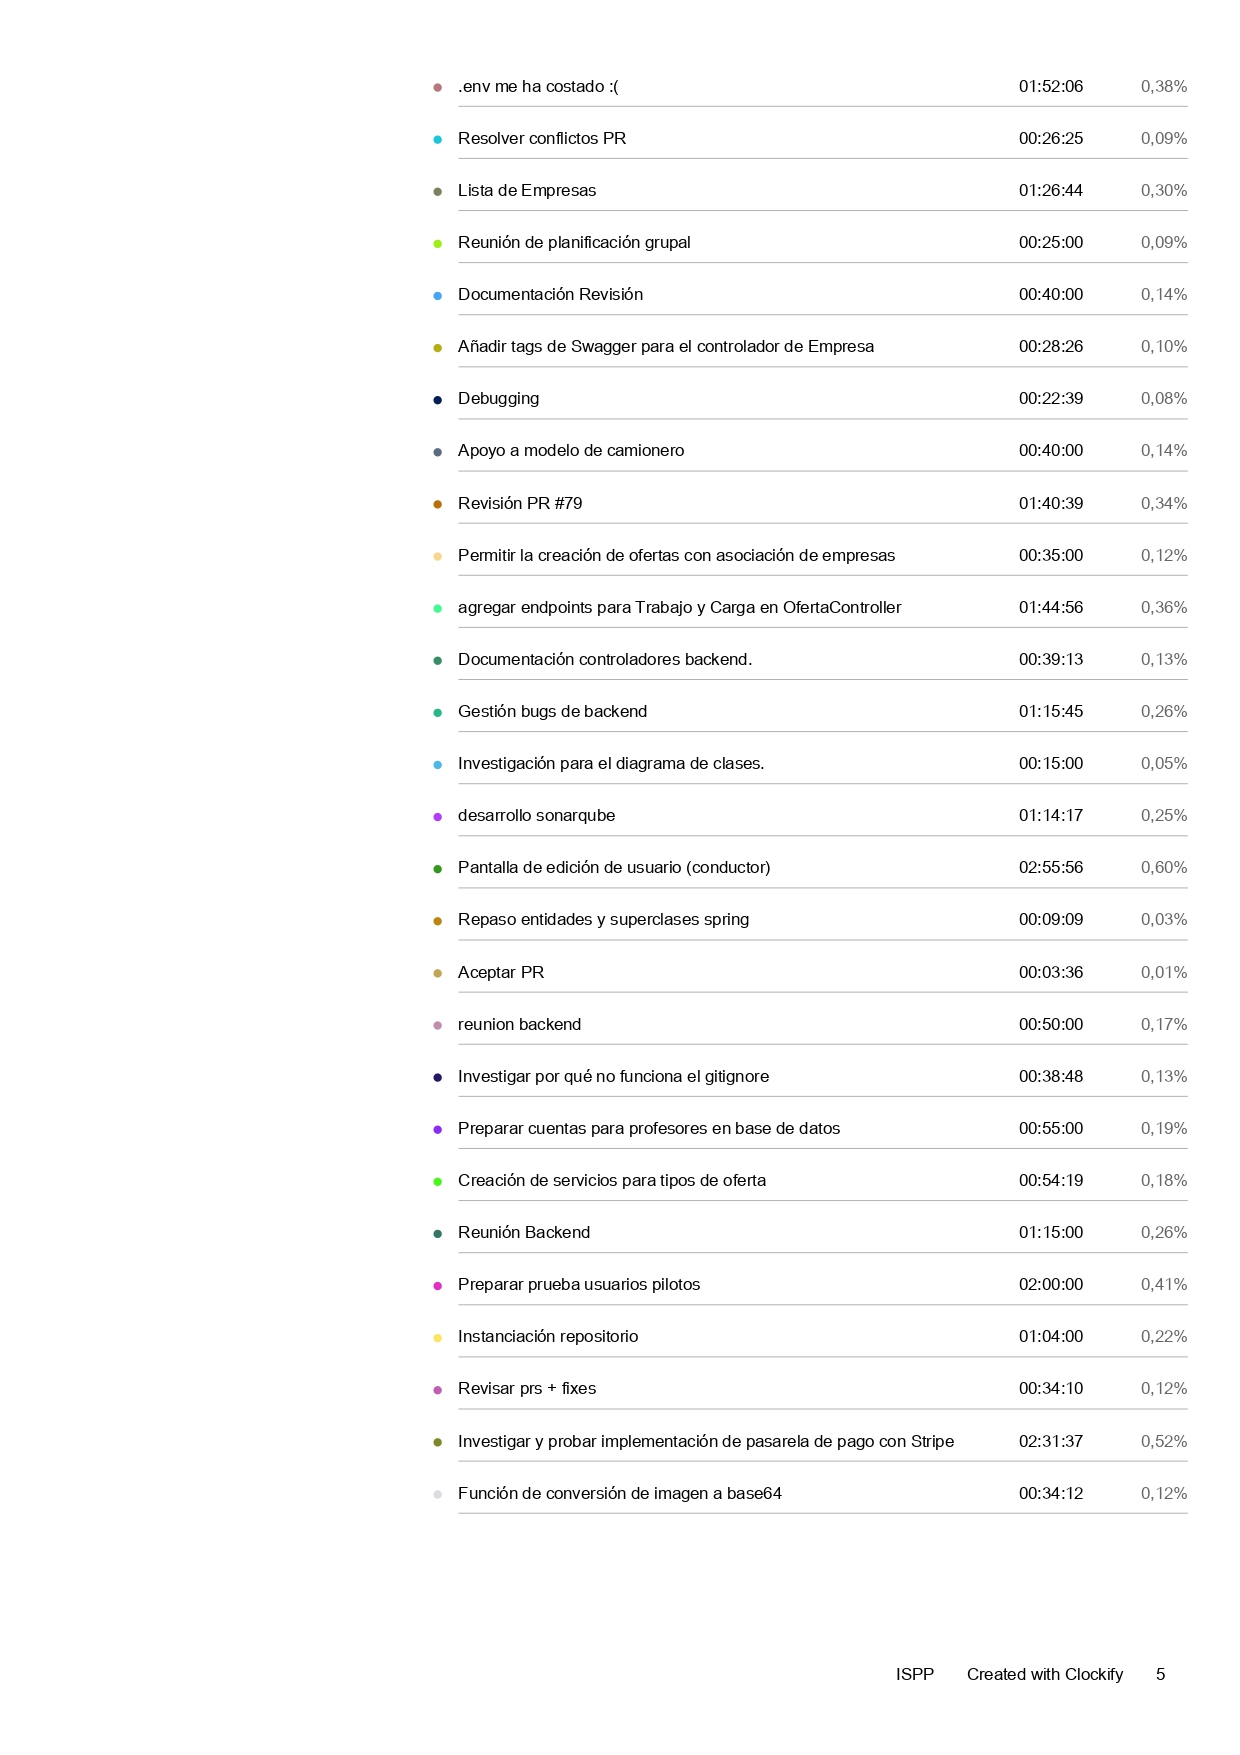 .env me ha costado :( 01:52:06 0,38%
Resolver conflictos PR 00:26:25 0,09%
Lista de Empresas 01:26:44 0,30%
Reunión de planificación grupal 00:25:00 0,09%
Documentación Revisión 00:40:00 0,14%
Añadir tags de Swagger para el controlador de Empresa 00:28:26 0,10%
Debugging 00:22:39 0,08%
Apoyo a modelo de camionero 00:40:00 0,14%
Revisión PR #79 01:40:39 0,34%
Permitir la creación de ofertas con asociación de empresas 00:35:00 0,12%
agregar endpoints para Trabajo y Carga en OfertaController 01:44:56 0,36%
Documentación controladores backend. 00:39:13 0,13%
Gestión bugs de backend 01:15:45 0,26%
Investigación para el diagrama de clases. 00:15:00 0,05%
desarrollo sonarqube 01:14:17 0,25%
Pantalla de edición de usuario (conductor) 02:55:56 0,60%
Repaso entidades y superclases spring 00:09:09 0,03%
Aceptar PR 00:03:36 0,01%
reunion backend 00:50:00 0,17%
Investigar por qué no funciona el gitignore 00:38:48 0,13%
Preparar cuentas para profesores en base de datos 00:55:00 0,19%
Creación de servicios para tipos de oferta 00:54:19 0,18%
Reunión Backend 01:15:00 0,26%
Preparar prueba usuarios pilotos 02:00:00 0,41%
Instanciación repositorio 01:04:00 0,22%
Revisar prs + fixes 00:34:10 0,12%
Investigar y probar implementación de pasarela de pago con Stripe 02:31:37 0,52%
Función de conversión de imagen a base64 00:34:12 0,12%
ISPP Created with Clockify 5